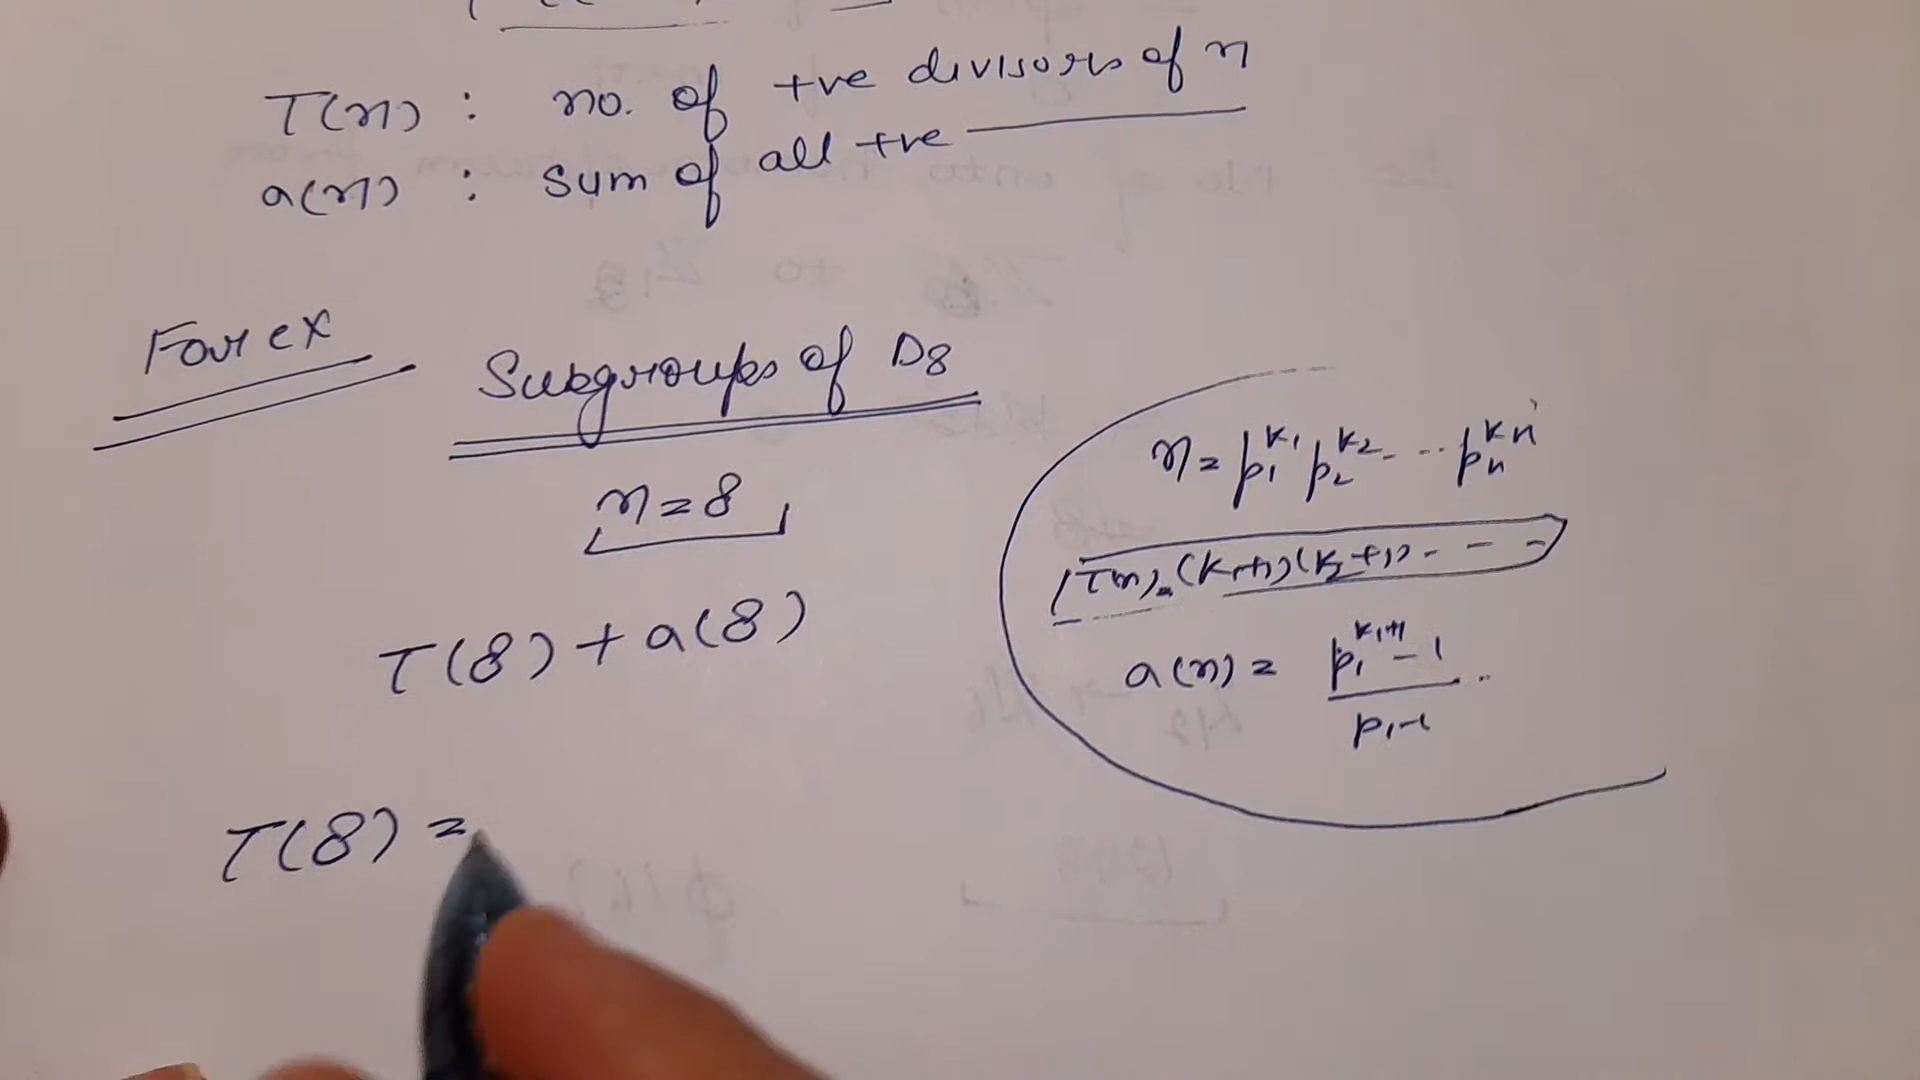 T(n) : no. of +ve divisors of n
a(n) : sum of all +ve ———
For ex
Subgroups of D8
n=8
T(8) + a(8)
n = p₁^k₁ p₂^k₂ - - - - pₙ^kₙ
T(n) = (k₁+1)(k₂+1) - - -
a(n) = (p₁^(k₁+1) - 1) / (p₁-1) ..
T(8) =